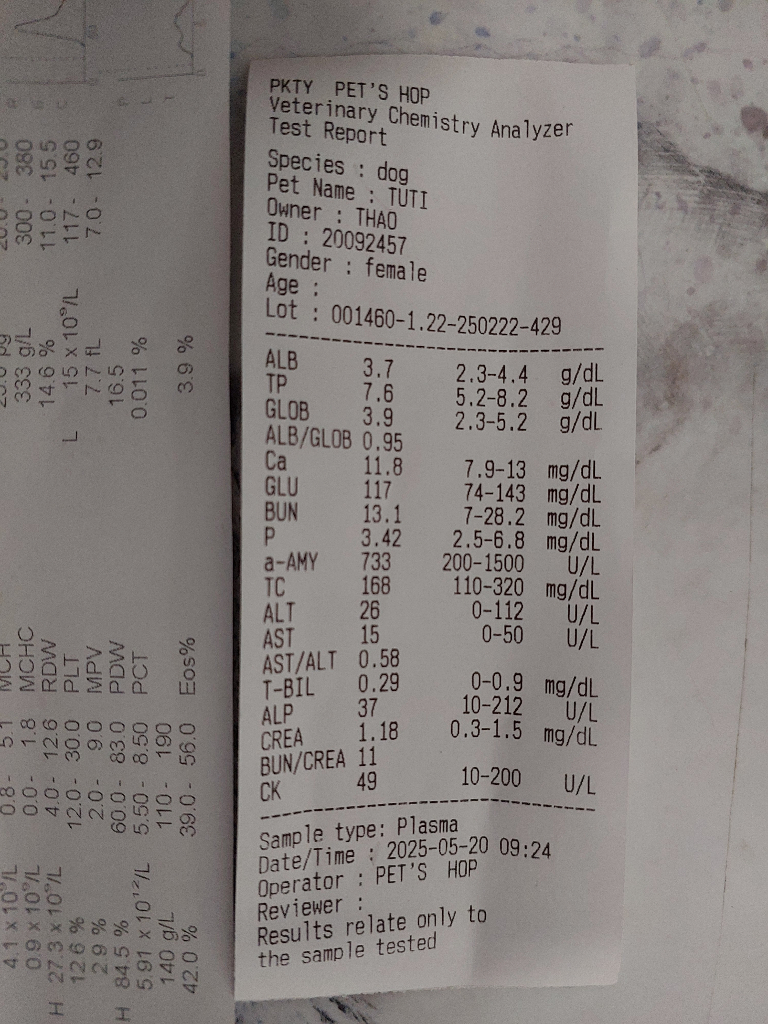 PKTY PET'S HOP
Veterinary Chemistry Analyzer
Test Report
Species : dog
Pet Name : TUTI
Owner : THAO
ID : 20092457
Gender : female
Age :
Lot : 001460-1.22-250222-429
ALB 3.7 2.3-4.4 g/dL
TP 7.6 5.2-8.2 g/dL
GLOB 3.9 2.3-5.2 g/dL
ALB/GLOB 0.95
Ca 11.8 7.9-13 mg/dL
GLU 117 74-143 mg/dL
BUN 13.1 7-28.2 mg/dL
P 3.42 2.5-6.8 mg/dL
a-AMY 733 200-1500 U/L
TC 168 110-320 mg/dL
ALT 26 0-112 U/L
AST 15 0-50 U/L
AST/ALT 0.58
T-BIL 0.29 0-0.9 mg/dL
ALP 37 10-212 U/L
CREA 1.18 0.3-1.5 mg/dL
BUN/CREA 11
CK 49 10-200 U/L
Sample type: Plasma
Date/Time : 2025-05-20 09:24
Operator : PET'S HOP
Reviewer :
Results relate only to
the sample tested
4.1 x 10⁹/L 0.8 - 5.1 MCH
0.9 x 10⁹/L 0.0 - 1.8 MCHC 333 g/L 300 - 380
H 27.3 x 10⁹/L 4.0 - 12.6 RDW 14.6 % 11.0 - 15.5
12.6 % 12.0 - 30.0 PLT L 15 x 10⁹/L 117 - 460
2.9 % 2.0 - 9.0 MPV 7.7 fL 7.0 - 12.9
H 84.5 % 60.0 - 83.0 PDW 16.5
5.91 x 10¹²/L 5.50 - 8.50 PCT 0.011 %
140 g/L 110 - 190
42.0 % 39.0 - 56.0 Eos% 3.9 %